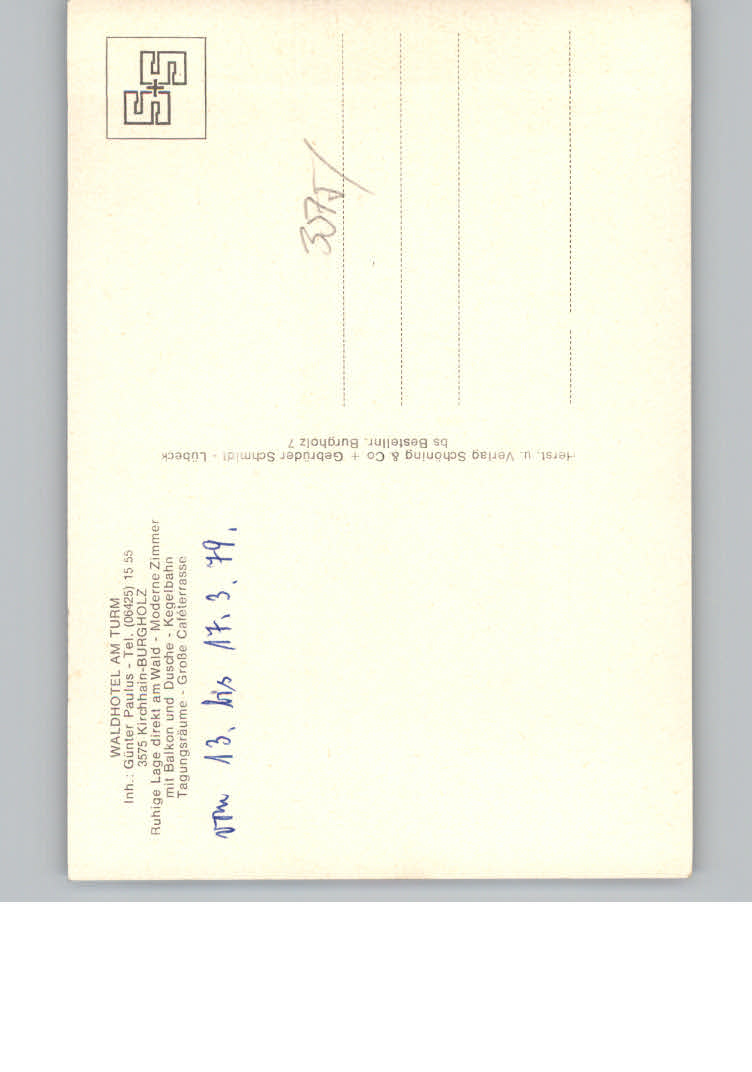 WALDHOTEL AM TURM
Inh.: Günter Paulus - Tel. (06425) 15 55
3575 Kirchhain-BURGHOLZ
Ruhige Lage direkt am Wald - Moderne Zimmer
mit Balkon und Dusche - Kegelbahn
Tagungsräume - Große Caféterrasse
vom 13. bis 17. 3. 79.
Herst. u. Verlag Schöning & Co + Gebrüder Schmidt - Lübeck
bs Bestellnr. Burgholz 7
3575/